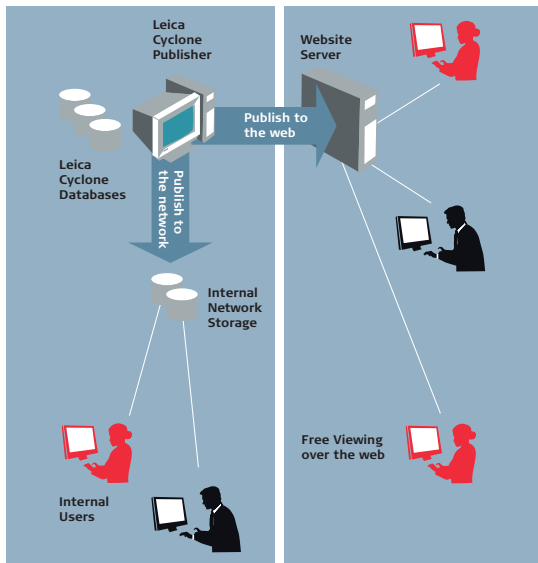 Leica
Cyclone
Publisher
Website
Server
Publish to
the web
Leica
Cyclone
Databases
Publish to
the network
Internal
Network
Storage
Free Viewing
over the web
Internal
Users